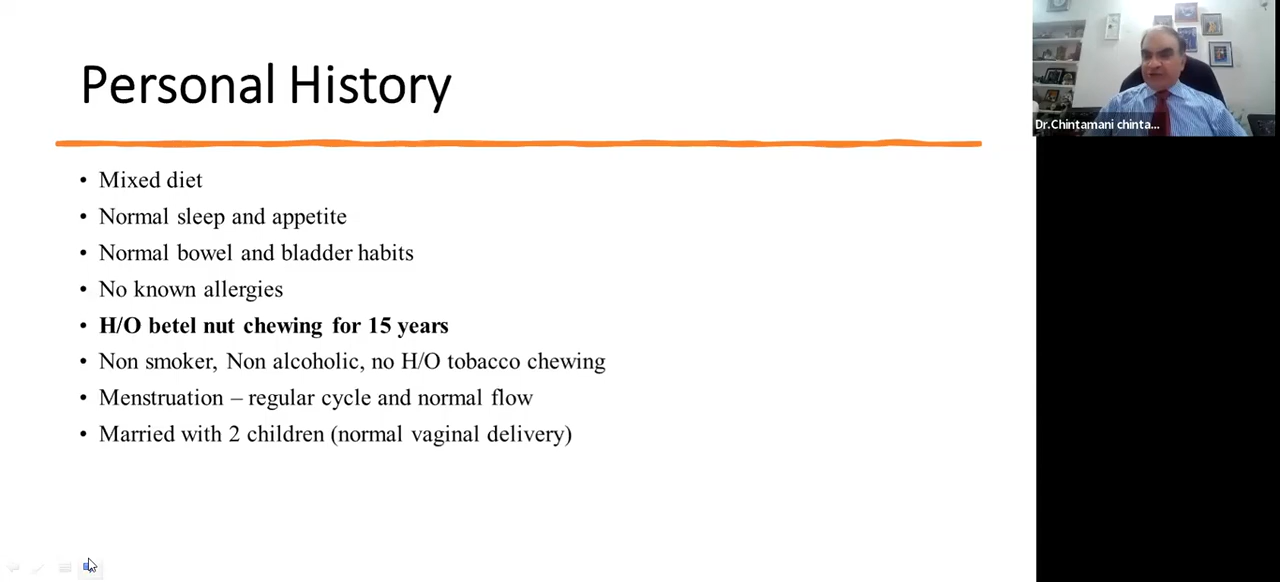 Personal History
• Mixed diet
• Normal sleep and appetite
• Normal bowel and bladder habits
• No known allergies
• H/O betel nut chewing for 15 years
• Non smoker, Non alcoholic, no H/O tobacco chewing
• Menstruation – regular cycle and normal flow
• Married with 2 children (normal vaginal delivery)
Dr.Chintamani chinta...